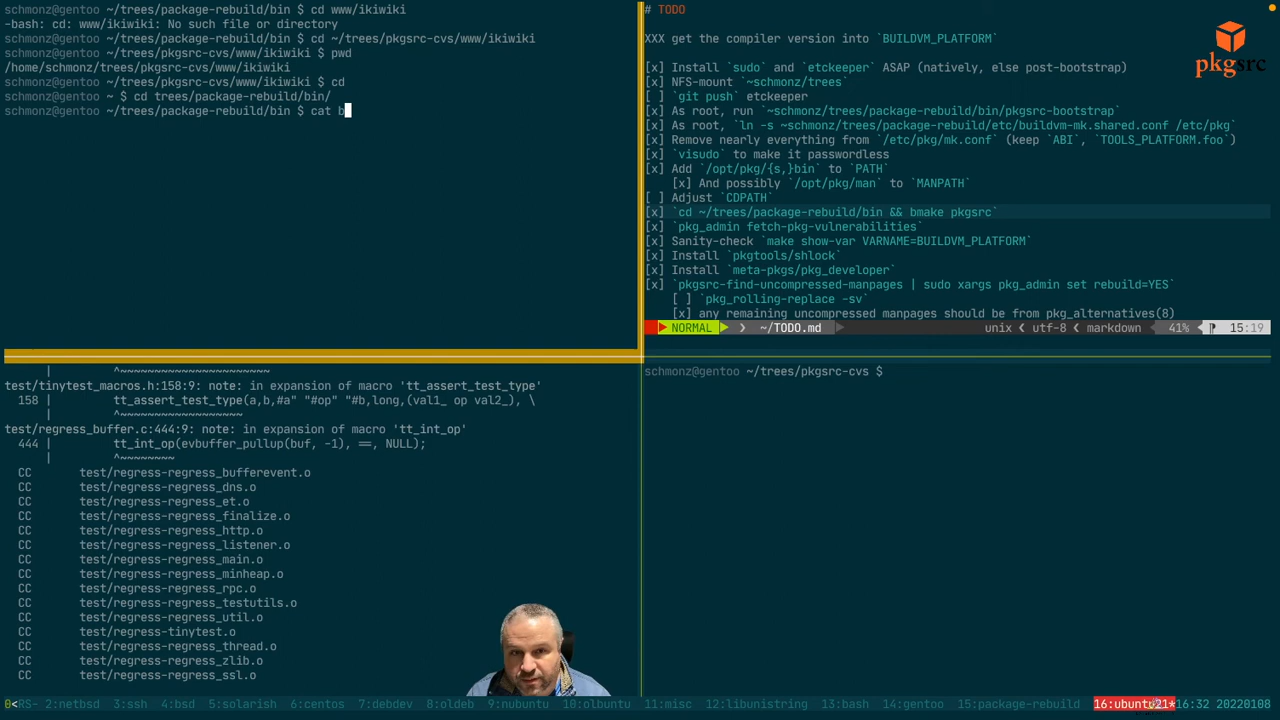 schmonz@gentoo ~/trees/package-rebuild/bin $ cd www/ikiwiki
-bash: cd: www/ikiwiki: No such file or directory
schmonz@gentoo ~/trees/package-rebuild/bin $ cd ~/trees/pkgsrc-cvs/www/ikiwiki
schmonz@gentoo ~/trees/pkgsrc-cvs/www/ikiwiki $ pwd
/home/schmonz/trees/pkgsrc-cvs/www/ikiwiki
schmonz@gentoo ~/trees/pkgsrc-cvs/www/ikiwiki $ cd
schmonz@gentoo ~ $ cd trees/package-rebuild/bin/
schmonz@gentoo ~/trees/package-rebuild/bin $ cat b
# TODO
XXX get the compiler version into `BUILDVM_PLATFORM`
[x] Install `sudo` and `etckeeper` ASAP (natively, else post-bootstrap)
[x] NFS-mount `~schmonz/trees`
[ ] `git push` etckeeper
[x] As root, run `~schmonz/trees/package-rebuild/bin/pkgsrc-bootstrap`
[x] As root, `ln -s ~schmonz/trees/package-rebuild/etc/buildvm-mk.shared.conf /etc/pkg`
[x] Remove nearly everything from `/etc/pkg/mk.conf` (keep `ABI`, `TOOLS_PLATFORM.foo`)
[x] `visudo` to make it passwordless
[x] Add `/opt/pkg/{s,}bin` to `PATH`
[x] And possibly `/opt/pkg/man` to `MANPATH`
[ ] Adjust `CDPATH`
[x] `cd ~/trees/package-rebuild/bin && bmake pkgsrc`
[x] `pkg_admin fetch-pkg-vulnerabilities`
[x] Sanity-check `make show-var VARNAME=BUILDVM_PLATFORM`
[x] Install `pkgtools/shlock`
[x] Install `meta-pkgs/pkg_developer`
[x] `pkgsrc-find-uncompressed-manpages | sudo xargs pkg_admin set rebuild=YES`
[ ] `pkg_rolling-replace -sv`
[x] any remaining uncompressed manpages should be from pkg_alternatives(8)
NORMAL ~/TODO.md unix utf-8 markdown 41% 15:19
pkgsrc
| ^~~~~~~~~~~~~~~~~~~~~~~
test/tinytest_macros.h:158:9: note: in expansion of macro 'tt_assert_test_type'
158 | tt_assert_test_type(a,b,#a" "#op" "#b,long,(val1_ op val2_), \
| ^~~~~~~~~~~~~~~~~~~
test/regress_buffer.c:444:9: note: in expansion of macro 'tt_int_op'
444 | tt_int_op(evbuffer_pullup(buf, -1), ==, NULL);
| ^~~~~~~~~
CC test/regress-regress_bufferevent.o
CC test/regress-regress_dns.o
CC test/regress-regress_et.o
CC test/regress-regress_finalize.o
CC test/regress-regress_http.o
CC test/regress-regress_listener.o
CC test/regress-regress_main.o
CC test/regress-regress_minheap.o
CC test/regress-regress_rpc.o
CC test/regress-regress_testutils.o
CC test/regress-regress_util.o
CC test/regress-tinytest.o
CC test/regress-regress_thread.o
CC test/regress-regress_zlib.o
CC test/regress-regress_ssl.o
schmonz@gentoo ~/trees/pkgsrc-cvs $
0<RS- 2:netbsd 3:ssh 4:bsd 5:solarish 6:centos 7:debdev 8:oldeb 9:nubuntu 10:olbuntu 11:misc 12:libunistring 13:bash 14:gentoo 15:package-rebuild 16:ubuntu21* 16:32 20220108